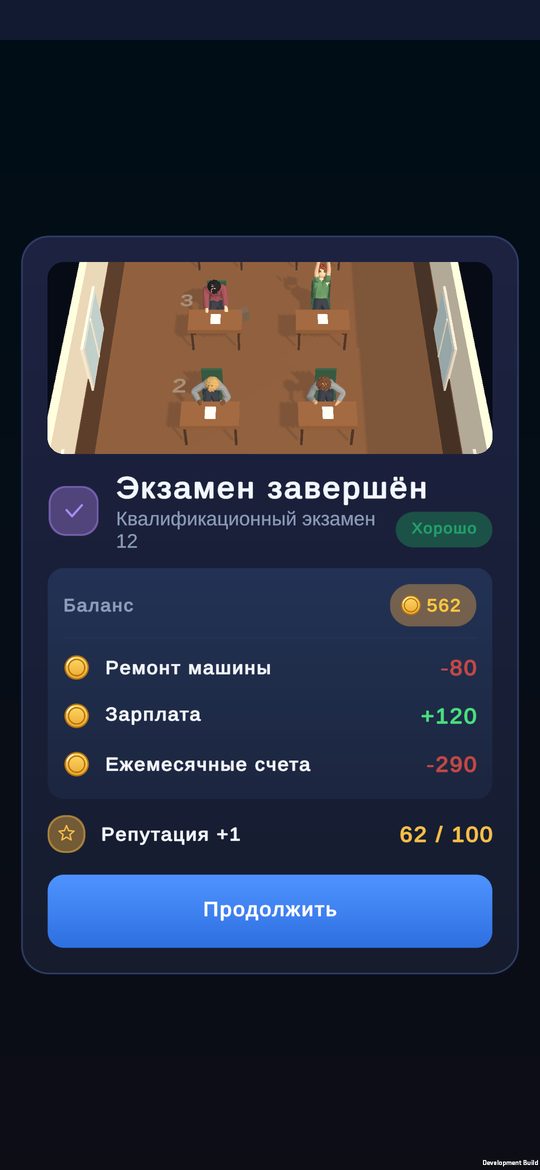 3
2
Экзамен завершён
Квалификационный экзамен
12
Хорошо
Баланс
562
Ремонт машины
-80
Зарплата
+120
Ежемесячные счета
-290
Репутация +1
62 / 100
Продолжить
Development Build